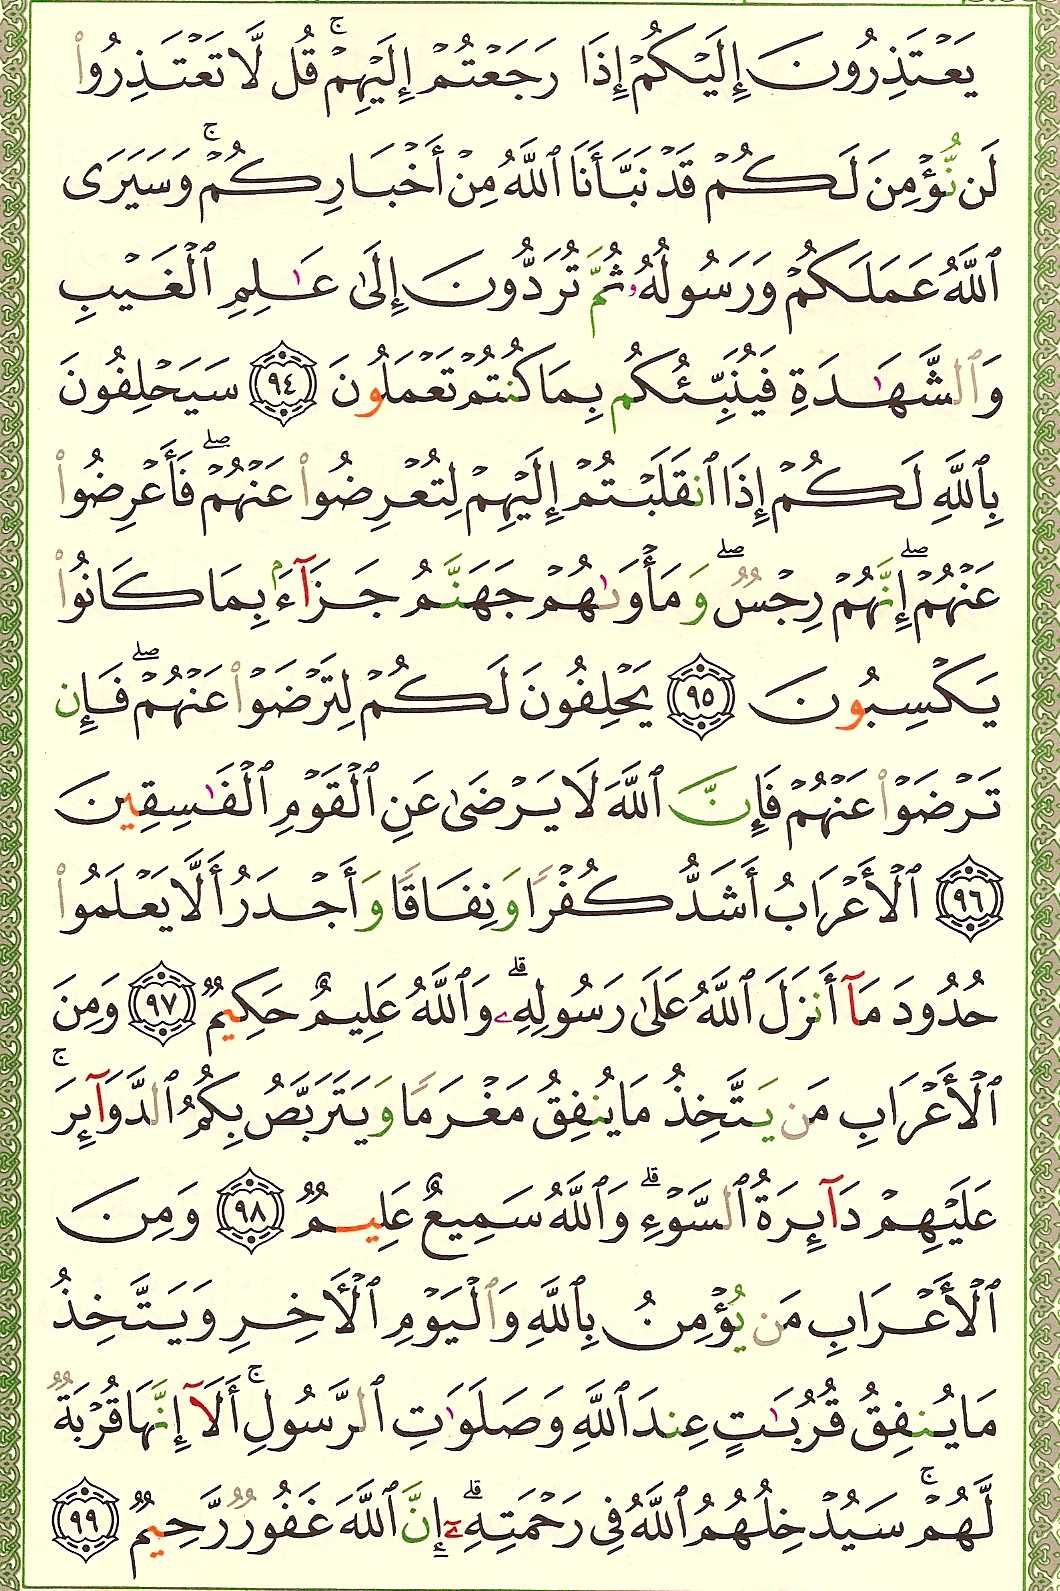 يَعْتَذِرُونَ إِلَيْكُمْ إِذَا رَجَعْتُمْ إِلَيْهِمْ ۚ قُل لَّا تَعْتَذِرُوا۟
لَن نُّؤْمِنَ لَكُمْ قَدْ نَبَّأَنَا ٱللَّهُ مِنْ أَخْبَارِكُمْ ۚ وَسَيَرَى
ٱللَّهُ عَمَلَكُمْ وَرَسُولُهُۥ ثُمَّ تُرَدُّونَ إِلَىٰ عَـٰلِمِ ٱلْغَيْبِ
وَٱلشَّهَـٰدَةِ فَيُنَبِّئُكُم بِمَا كُنتُمْ تَعْمَلُونَ ﴿٩٤﴾ سَيَحْلِفُونَ
بِٱللَّهِ لَكُمْ إِذَا ٱنقَلَبْتُمْ إِلَيْهِمْ لِتُعْرِضُوا۟ عَنْهُمْ ۖ فَأَعْرِضُوا۟
عَنْهُمْ ۖ إِنَّهُمْ رِجْسٌ ۖ وَمَأْوَىٰهُمْ جَهَنَّمُ جَزَآءًۢ بِمَا كَانُوا۟
يَكْسِبُونَ ﴿٩٥﴾ يَحْلِفُونَ لَكُمْ لِتَرْضَوْا۟ عَنْهُمْ ۖ فَإِن
تَرْضَوْا۟ عَنْهُمْ فَإِنَّ ٱللَّهَ لَا يَرْضَىٰ عَنِ ٱلْقَوْمِ ٱلْفَـٰسِقِينَ
﴿٩٦﴾ ٱلْأَعْرَابُ أَشَدُّ كُفْرًا وَنِفَاقًا وَأَجْدَرُ أَلَّا يَعْلَمُوا۟
حُدُودَ مَآ أَنزَلَ ٱللَّهُ عَلَىٰ رَسُولِهِۦ ۗ وَٱللَّهُ عَلِيمٌ حَكِيمٌ ﴿٩٧﴾ وَمِنَ
ٱلْأَعْرَابِ مَن يَتَّخِذُ مَا يُنفِقُ مَغْرَمًا وَيَتَرَبَّصُ بِكُمُ ٱلدَّوَآئِرَ ۚ
عَلَيْهِمْ دَآئِرَةُ ٱلسَّوْءِ ۗ وَٱللَّهُ سَمِيعٌ عَلِيمٌ ﴿٩٨﴾ وَمِنَ
ٱلْأَعْرَابِ مَن يُؤْمِنُ بِٱللَّهِ وَٱلْيَوْمِ ٱلْـَٔاخِرِ وَيَتَّخِذُ
مَا يُنفِقُ قُرُبَـٰتٍ عِندَ ٱللَّهِ وَصَلَوَٰتِ ٱلرَّسُولِ ۚ أَلَآ إِنَّهَا قُرْبَةٌ
لَّهُمْ ۚ سَيُدْخِلُهُمُ ٱللَّهُ فِى رَحْمَتِهِۦٓ ۗ إِنَّ ٱللَّهَ غَفُورٌ رَّحِيمٌ ﴿٩٩﴾